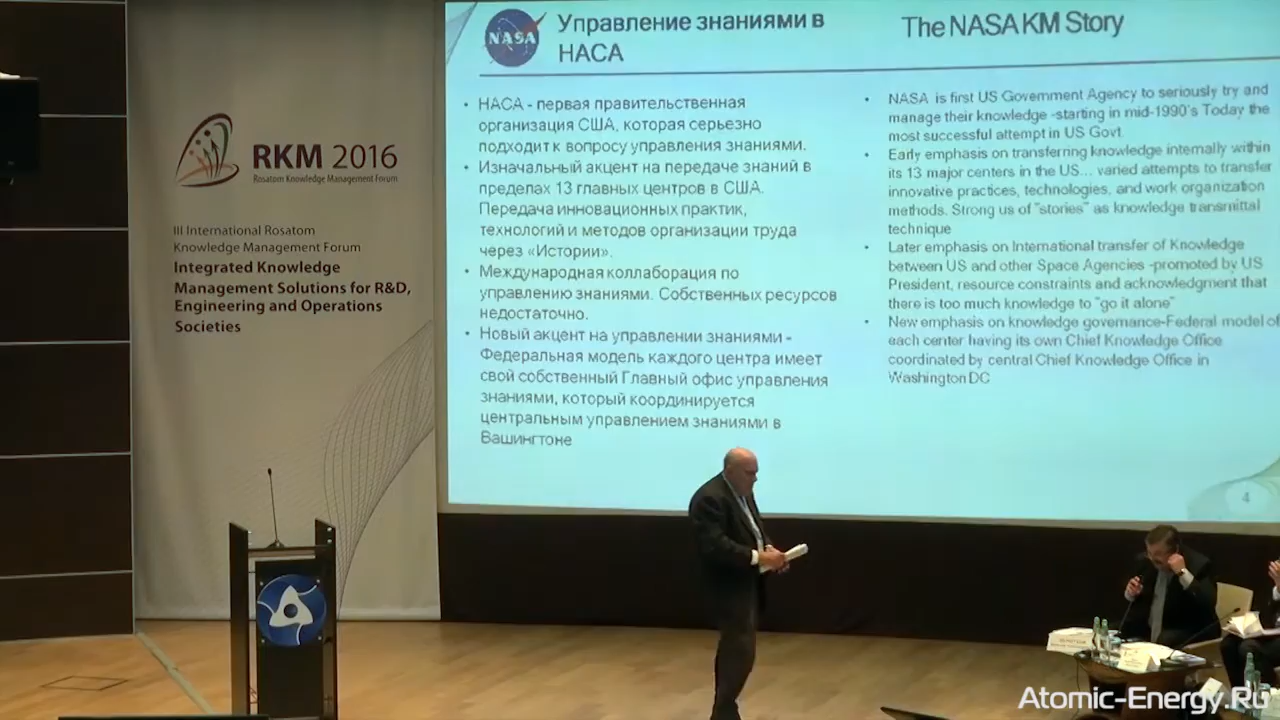 RKM 2016
Rosatom Knowledge Management Forum
III International Rosatom
Knowledge Management Forum
Integrated Knowledge
Management Solutions for R&D,
Engineering and Operations
Societies
NASA
Управление знаниями в
НАСА
• НАСА - первая правительственная
организация США, которая серьезно
подходит к вопросу управления знаниями.
• Изначальный акцент на передаче знаний в
пределах 13 главных центров в США.
Передача инновационных практик,
технологий и методов организации труда
через «Истории».
• Международная коллаборация по
управлению знаниями. Собственных ресурсов
недостаточно.
• Новый акцент на управлении знаниями -
Федеральная модель каждого центра имеет
свой собственный Главный офис управления
знаниями, который координируется
центральным управлением знаниями в
Вашингтоне
The NASA KM Story
• NASA is first US Government Agency to seriously try and
manage their knowledge -starting in mid-1990's Today the
most successful attempt in US Govt.
• Early emphasis on transferring knowledge internally within
its 13 major centers in the US... varied attempts to transfer
innovative practices, technologies, and work organization
methods. Strong us of "stories" as knowledge transmittal
technique
• Later emphasis on International transfer of Knowledge
between US and other Space Agencies -promoted by US
President, resource constraints and acknowledgment that
there is too much knowledge to "go it alone"
• New emphasis on knowledge governance-Federal model of
each center having its own Chief Knowledge Office
coordinated by central Chief Knowledge Office in
Washington DC
4
Atomic-Energy.Ru